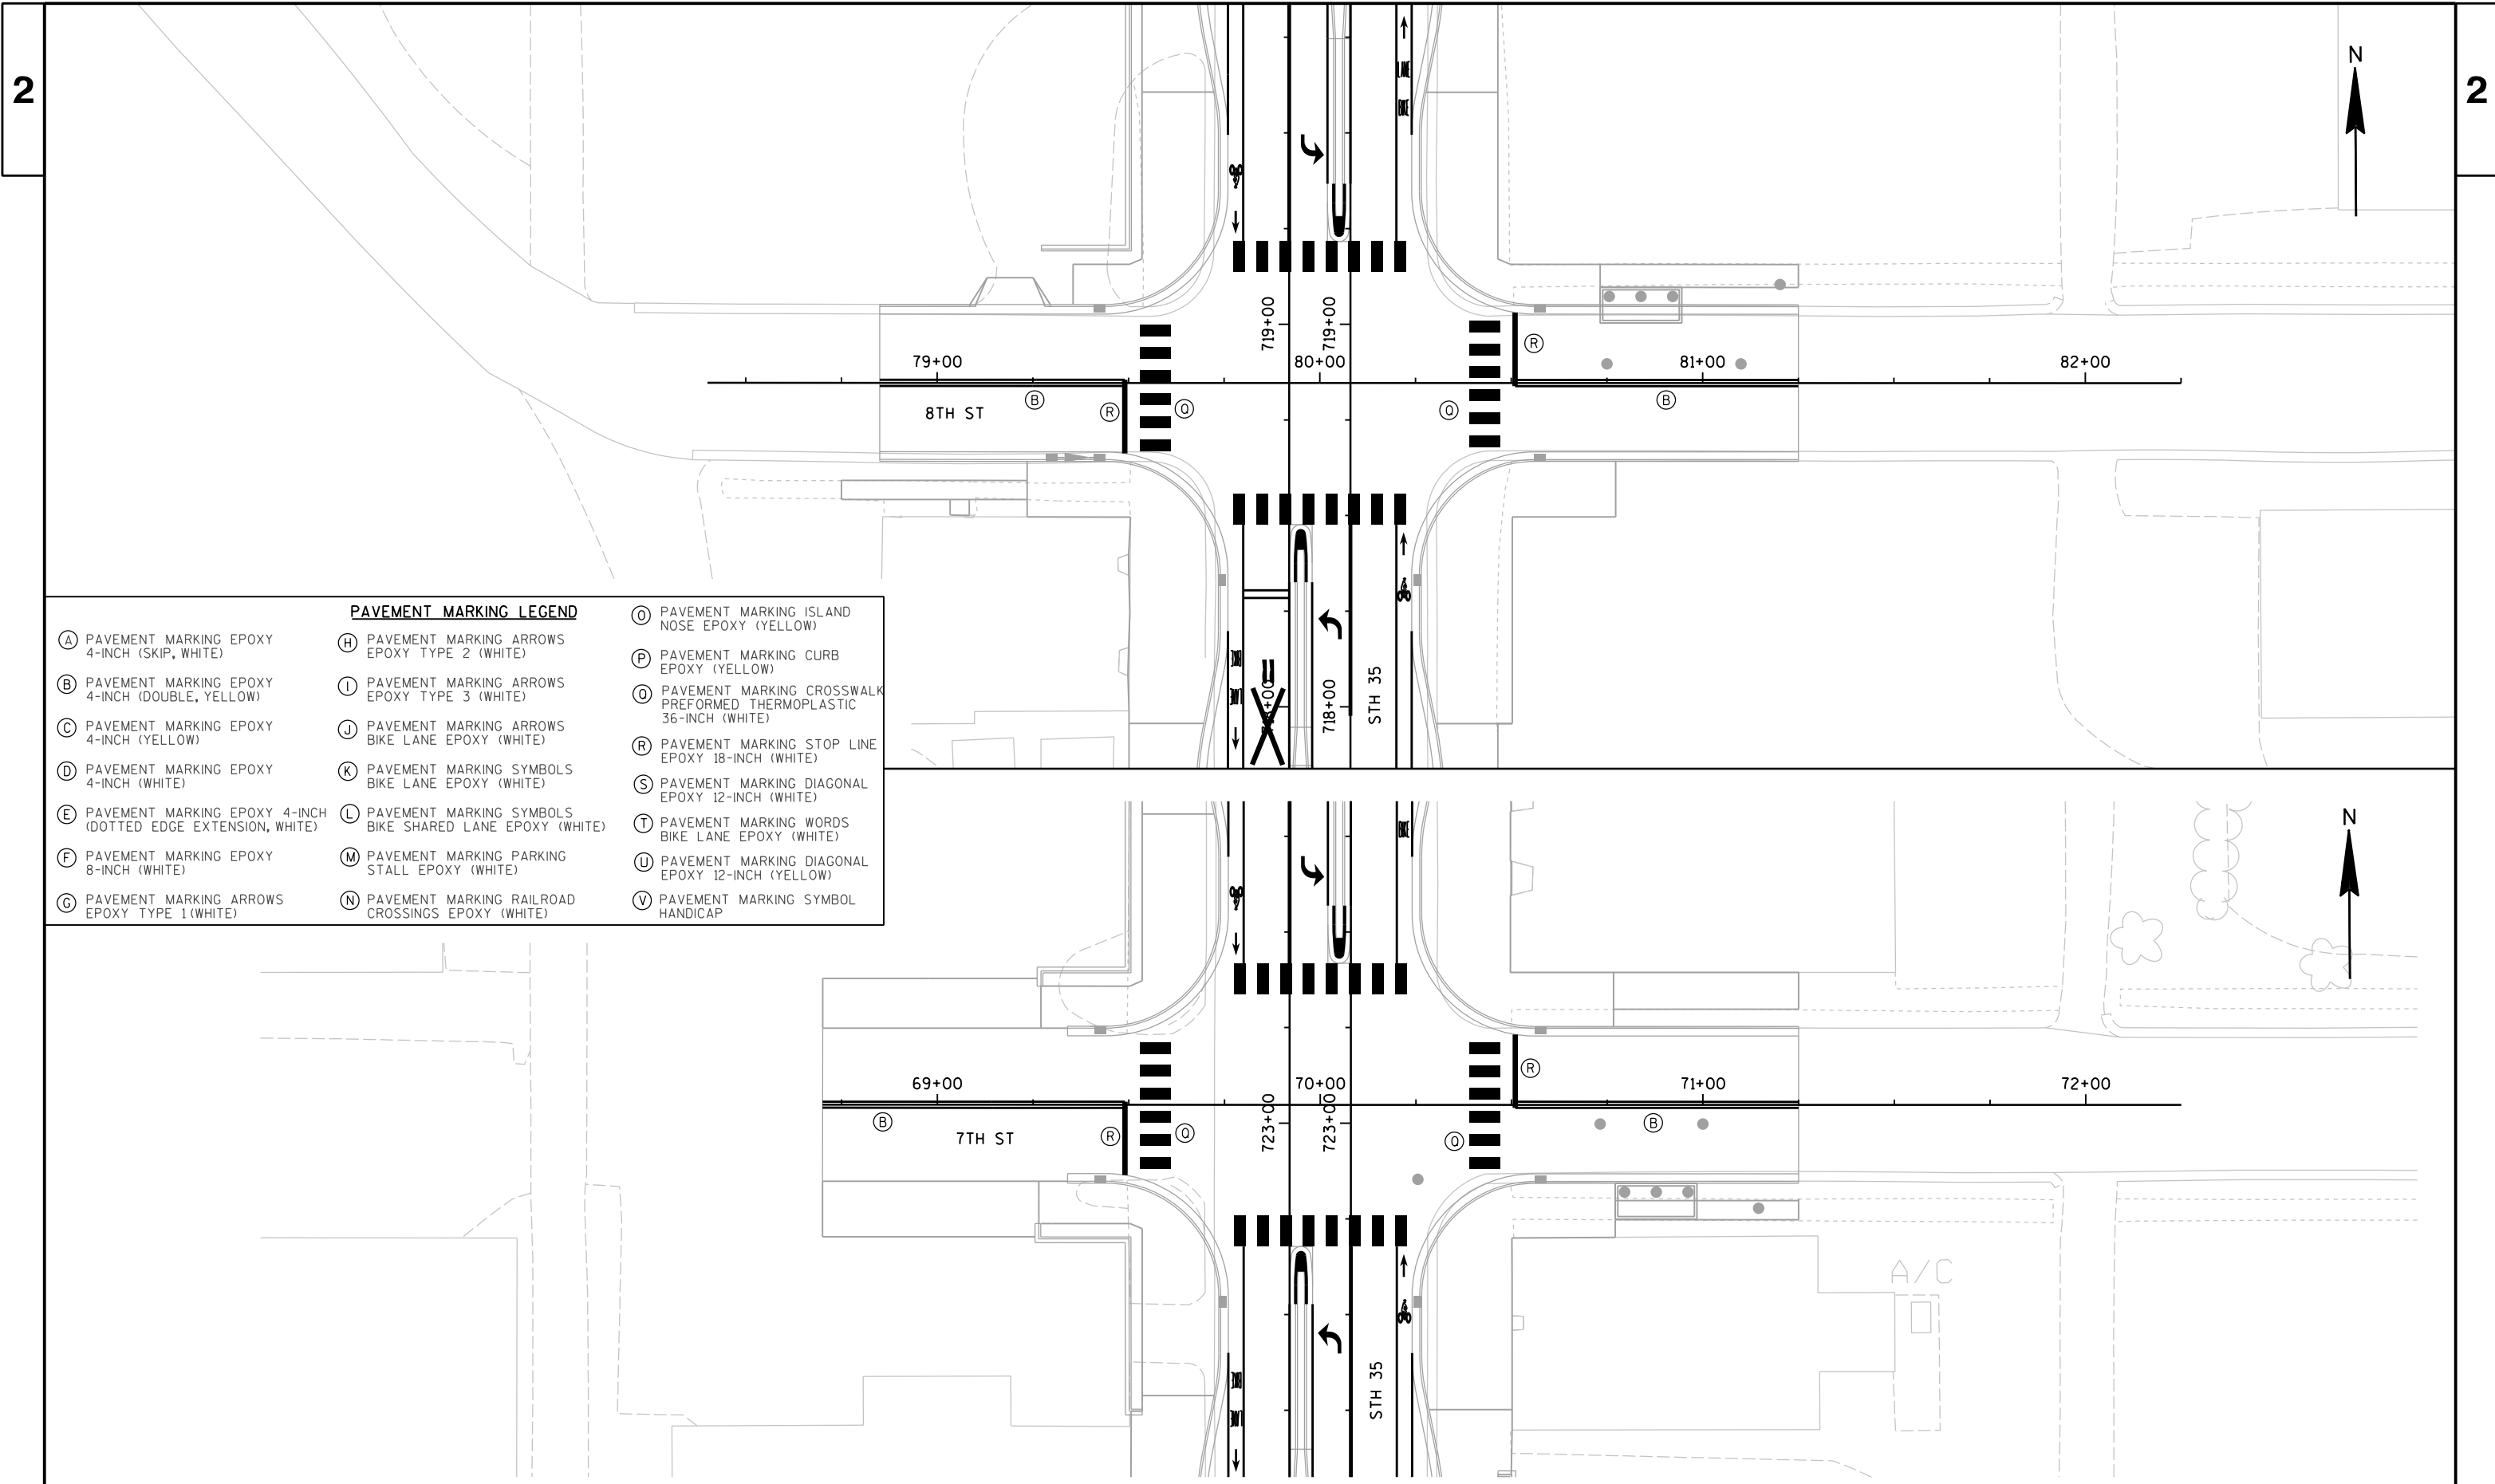 2
2
N
LANE
BIKE
719+00
719+00
R
79+00
80+00
81+00
82+00
8TH ST
B
R
Q
Q
B
718+00
STH 35
PAVEMENT MARKING LEGEND
A PAVEMENT MARKING EPOXY
4-INCH (SKIP, WHITE)
B PAVEMENT MARKING EPOXY
4-INCH (DOUBLE, YELLOW)
C PAVEMENT MARKING EPOXY
4-INCH (YELLOW)
D PAVEMENT MARKING EPOXY
4-INCH (WHITE)
E PAVEMENT MARKING EPOXY 4-INCH
(DOTTED EDGE EXTENSION, WHITE)
F PAVEMENT MARKING EPOXY
8-INCH (WHITE)
G PAVEMENT MARKING ARROWS
EPOXY TYPE 1 (WHITE)
H PAVEMENT MARKING ARROWS
EPOXY TYPE 2 (WHITE)
I PAVEMENT MARKING ARROWS
EPOXY TYPE 3 (WHITE)
J PAVEMENT MARKING ARROWS
BIKE LANE EPOXY (WHITE)
K PAVEMENT MARKING SYMBOLS
BIKE LANE EPOXY (WHITE)
L PAVEMENT MARKING SYMBOLS
BIKE SHARED LANE EPOXY (WHITE)
M PAVEMENT MARKING PARKING
STALL EPOXY (WHITE)
N PAVEMENT MARKING RAILROAD
CROSSINGS EPOXY (WHITE)
O PAVEMENT MARKING ISLAND
NOSE EPOXY (YELLOW)
P PAVEMENT MARKING CURB
EPOXY (YELLOW)
Q PAVEMENT MARKING CROSSWALK
PREFORMED THERMOPLASTIC
36-INCH (WHITE)
R PAVEMENT MARKING STOP LINE
EPOXY 18-INCH (WHITE)
S PAVEMENT MARKING DIAGONAL
EPOXY 12-INCH (WHITE)
T PAVEMENT MARKING WORDS
BIKE LANE EPOXY (WHITE)
U PAVEMENT MARKING DIAGONAL
EPOXY 12-INCH (YELLOW)
V PAVEMENT MARKING SYMBOL
HANDICAP
N
BIKE
R
69+00
70+00
71+00
72+00
B
7TH ST
R
Q
723+00
723+00
Q
B
A/C
STH 35